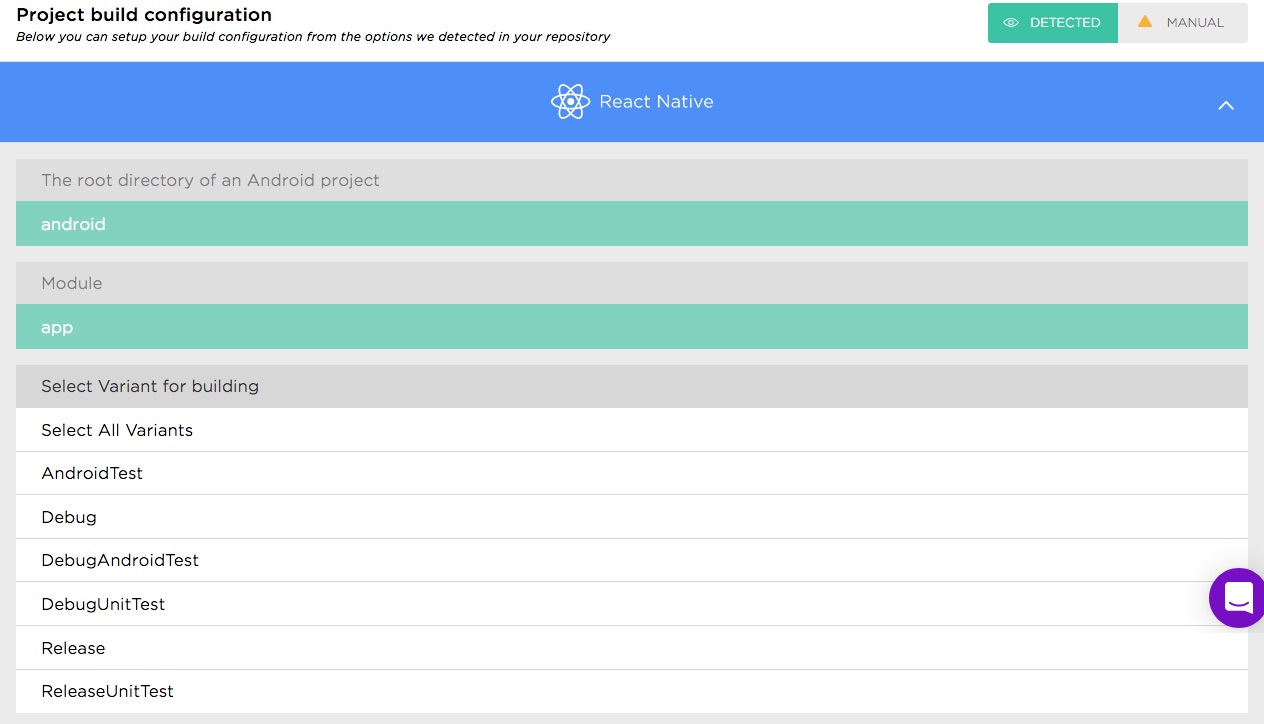 Project build configuration
Below you can setup your build configuration from the options we detected in your repository
DETECTED
MANUAL
React Native
The root directory of an Android project
android
Module
app
Select Variant for building
Select All Variants
AndroidTest
Debug
DebugAndroidTest
DebugUnitTest
Release
ReleaseUnitTest